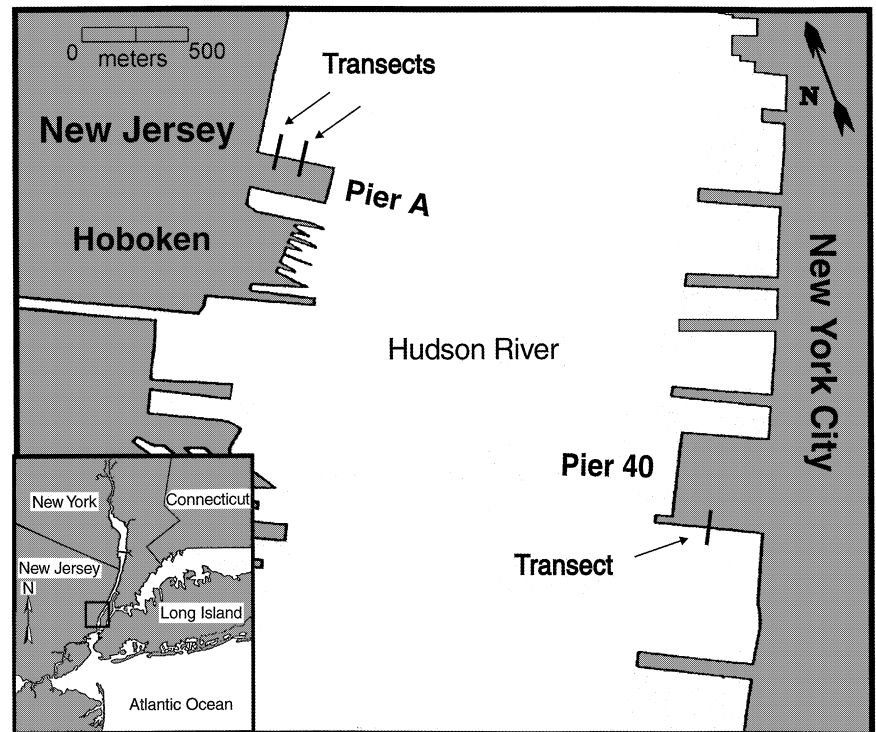 0 500
meters
Transects
New Jersey
N
Pier A
Hoboken
New York City
Hudson River
Pier 40
Transect
New York
Connecticut
New Jersey
N
Long Island
Atlantic Ocean